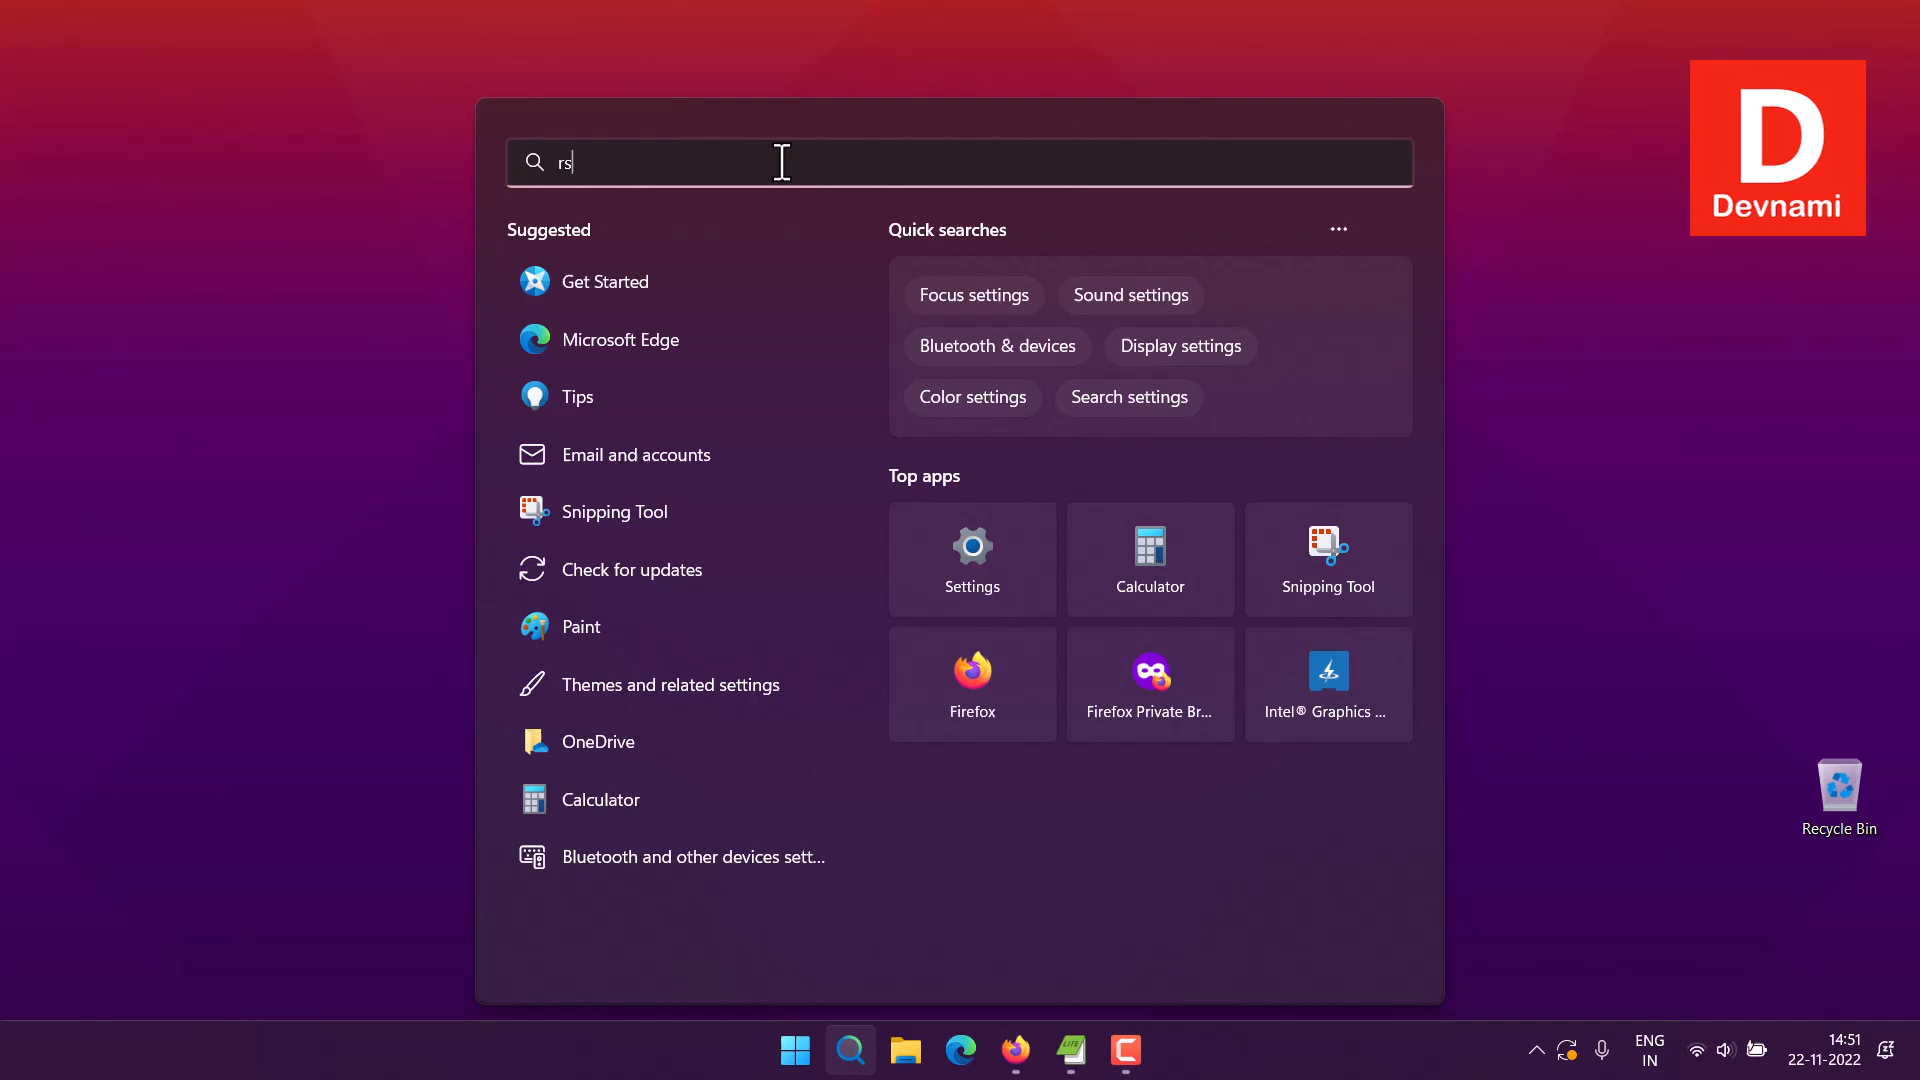 rs
Suggested
Get Started
Microsoft Edge
Tips
Email and accounts
Snipping Tool
Check for updates
Paint
Themes and related settings
OneDrive
Calculator
Bluetooth and other devices sett...
Quick searches
Focus settings
Sound settings
Bluetooth & devices
Display settings
Color settings
Search settings
Top apps
Settings
Calculator
Snipping Tool
Firefox
Firefox Private Br...
Intel® Graphics ...
D
Devnami
Recycle Bin
LITE
ENG
IN
14:51
22-11-2022